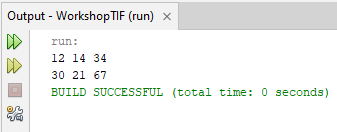 Output - WorkshopTIF (run)
run:
12 14 34
30 21 67
BUILD SUCCESSFUL (total time: 0 seconds)